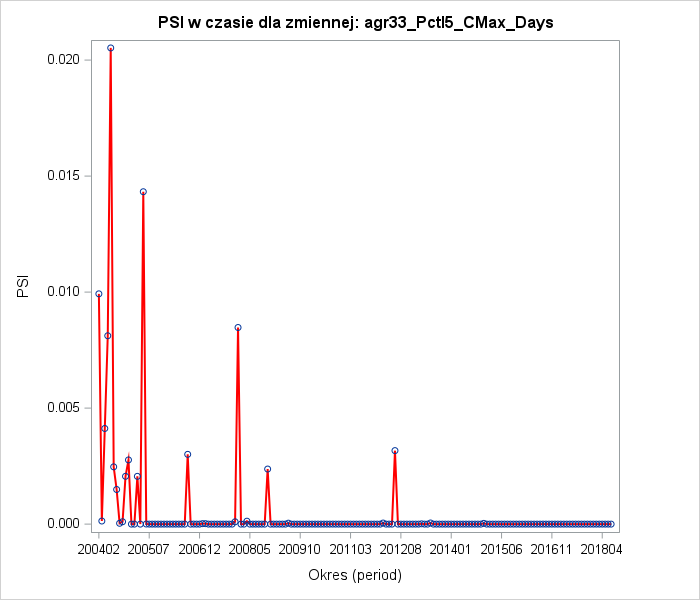 PSI w czasie dla zmiennej: agr33_Pctl5_CMax_Days
0.020
0.015
0.010
0.005
0.000
PSI
200402 200507 200612 200805 200910 201103 201208 201401 201506 201611 201804
Okres (period)